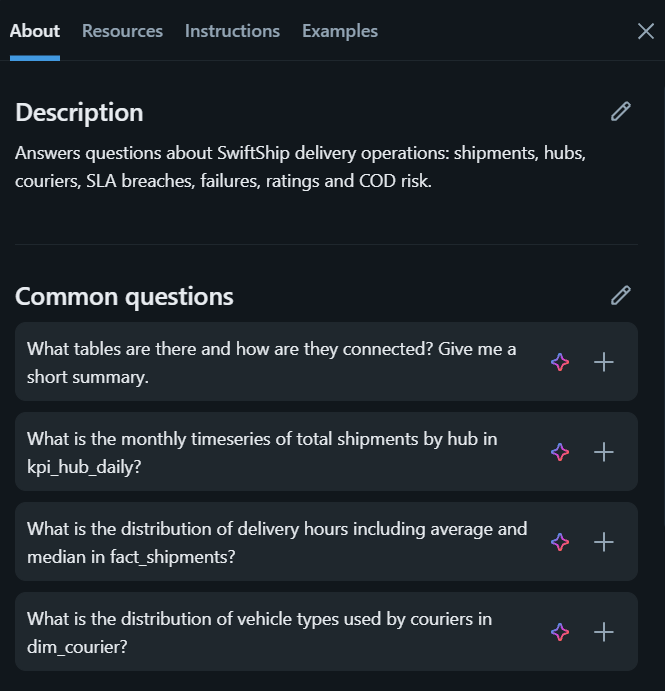 About Resources Instructions Examples
Description
Answers questions about SwiftShip delivery operations: shipments, hubs,
couriers, SLA breaches, failures, ratings and COD risk.
Common questions
What tables are there and how are they connected? Give me a
short summary.
What is the monthly timeseries of total shipments by hub in
kpi_hub_daily?
What is the distribution of delivery hours including average and
median in fact_shipments?
What is the distribution of vehicle types used by couriers in
dim_courier?